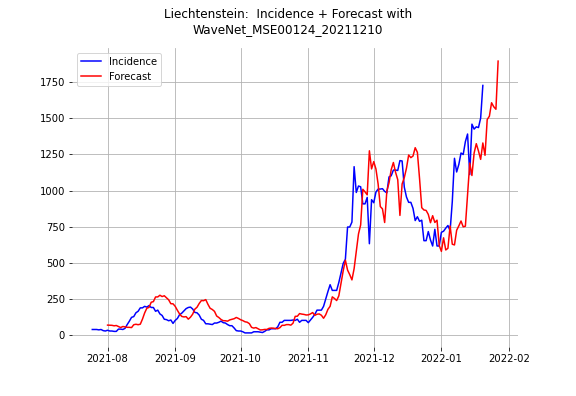 Liechtenstein:  Incidence + Forecast with
WaveNet_MSE00124_20211210
Incidence
Forecast
1750
1500
1250
1000
750
500
250
0
2021-08 2021-09 2021-10 2021-11 2021-12 2022-01 2022-02